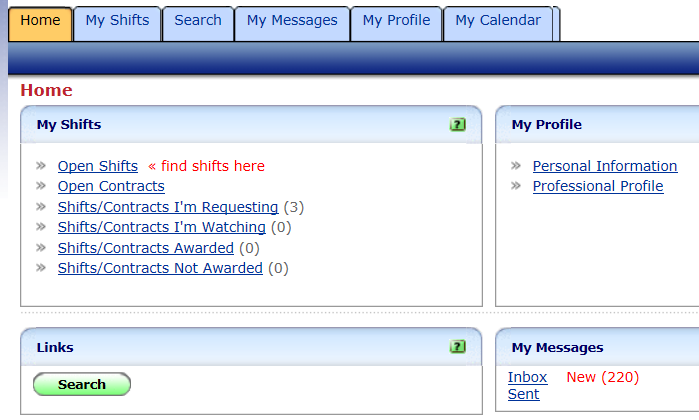 Home My Shifts Search My Messages My Profile My Calendar
Home
My Shifts ?
» Open Shifts « find shifts here
» Open Contracts
» Shifts/Contracts I'm Requesting (3)
» Shifts/Contracts I'm Watching (0)
» Shifts/Contracts Awarded (0)
» Shifts/Contracts Not Awarded (0)
My Profile
» Personal Information
» Professional Profile
Links ?
Search
My Messages
Inbox New (220)
Sent